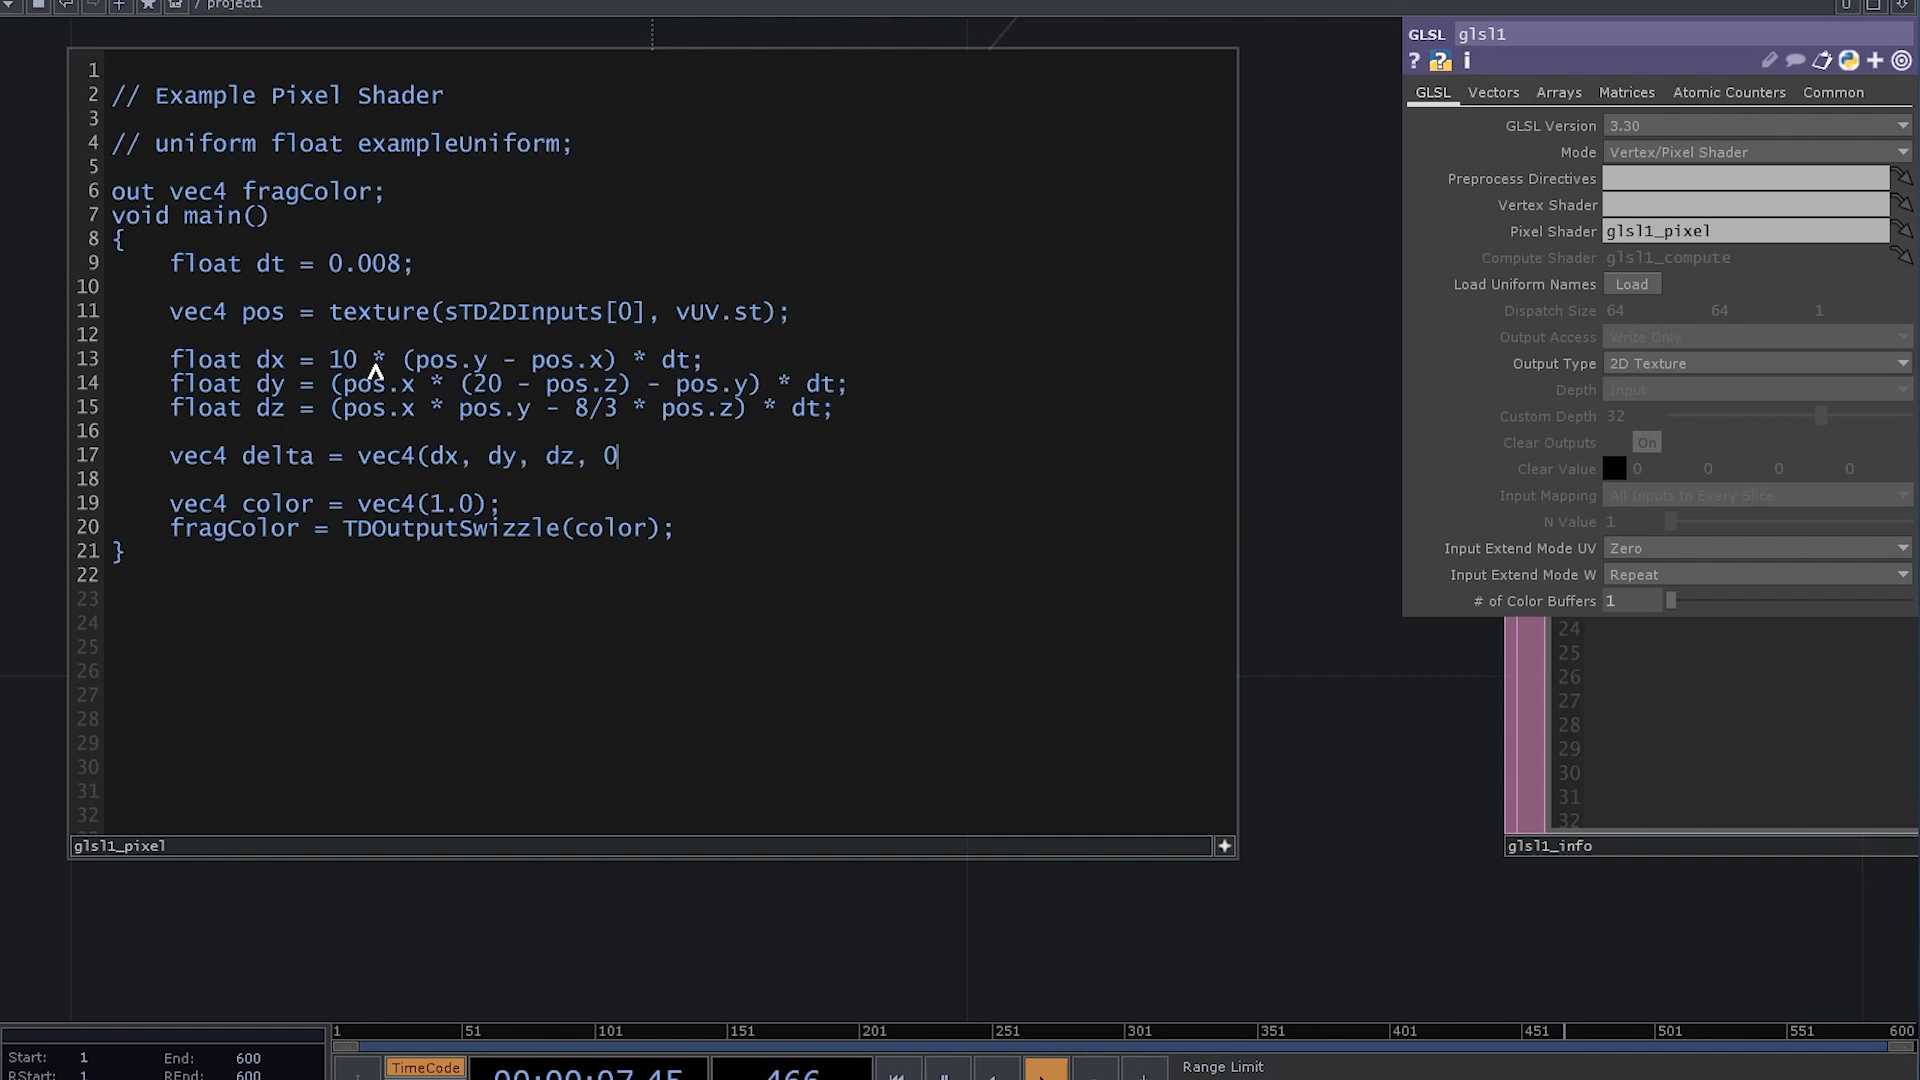 / project1
1
2 // Example Pixel Shader
3
4 // uniform float exampleUniform;
5
6 out vec4 fragColor;
7 void main()
8 {
9 float dt = 0.008;
10
11 vec4 pos = texture(sTD2DInputs[0], vUV.st);
12
13 float dx = 10 * (pos.y - pos.x) * dt;
14 float dy = (pos.x * (20 - pos.z) - pos.y) * dt;
15 float dz = (pos.x * pos.y - 8/3 * pos.z) * dt;
16
17 vec4 delta = vec4(dx, dy, dz, 0
18
19 vec4 color = vec4(1.0);
20 fragColor = TDOutputSwizzle(color);
21 }
22
23
24
25
26
27
28
29
30
31
32
glsl1_pixel
GLSL glsl1
? ? i
GLSL Vectors Arrays Matrices Atomic Counters Common
GLSL Version 3.30
Mode Vertex/Pixel Shader
Preprocess Directives
Vertex Shader
Pixel Shader glsl1_pixel
Compute Shader glsl1_compute
Load Uniform Names Load
Dispatch Size 64 64 1
Output Access Write Only
Output Type 2D Texture
Depth Input
Custom Depth 32
Clear Outputs On
Clear Value 0 0 0 0
Input Mapping All Inputs to Every Slice
N Value 1
Input Extend Mode UV Zero
Input Extend Mode W Repeat
# of Color Buffers 1
24
25
26
27
28
29
30
31
32
glsl1_info
1 51 101 151 201 251 301 351 401 451 501 551 600
Start: 1 End: 600
RStart: 1 REnd: 600
TimeCode 00:00:07.45 466 Range Limit